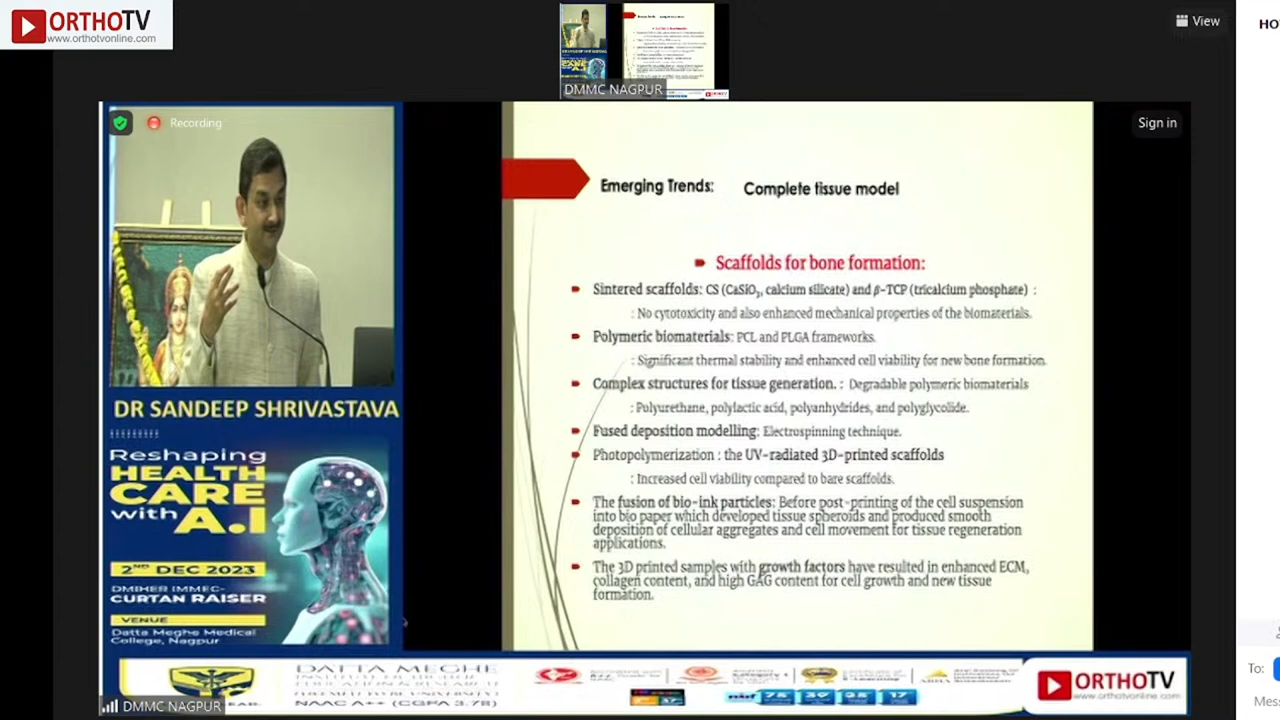 ORTHOTV
www.orthotvonline.com
DMMC NAGPUR
View
HO
Recording
Sign in
Emerging Trends: Complete tissue model
Scaffolds for bone formation:
Sintered scaffolds: CS (CaSiO₃, calcium silicate) and β-TCP (tricalcium phosphate) :
: No cytotoxicity and also enhanced mechanical properties of the biomaterials.
Polymeric biomaterials: PCL and PLGA frameworks.
: Significant thermal stability and enhanced cell viability for new bone formation.
Complex structures for tissue generation. : Degradable polymeric biomaterials
: Polyurethane, polylactic acid, polyanhydrides, and polyglycolide.
Fused deposition modelling: Electrospinning technique.
Photopolymerization : the UV-radiated 3D-printed scaffolds
: Increased cell viability compared to bare scaffolds.
The fusion of bio-ink particles: Before post-printing of the cell suspension
into bio paper which developed tissue spheroids and produced smooth
deposition of cellular aggregates and cell movement for tissue regeneration
applications.
The 3D printed samples with growth factors have resulted in enhanced ECM,
collagen content, and high GAG content for cell growth and new tissue
formation.
DR SANDEEP SHRIVASTAVA
Reshaping
HEALTH
CARE
with A.I
2ND DEC 2023
DMIHER IMMEC-
CURTAN RAISER
VENUE
Datta Meghe Medical
College, Nagpur
DATTA MEGHE
NAAC A++ (CGPA 3.78)
ORTHOTV
www.orthotvonline.com
DMMC NAGPUR
To:
Mess